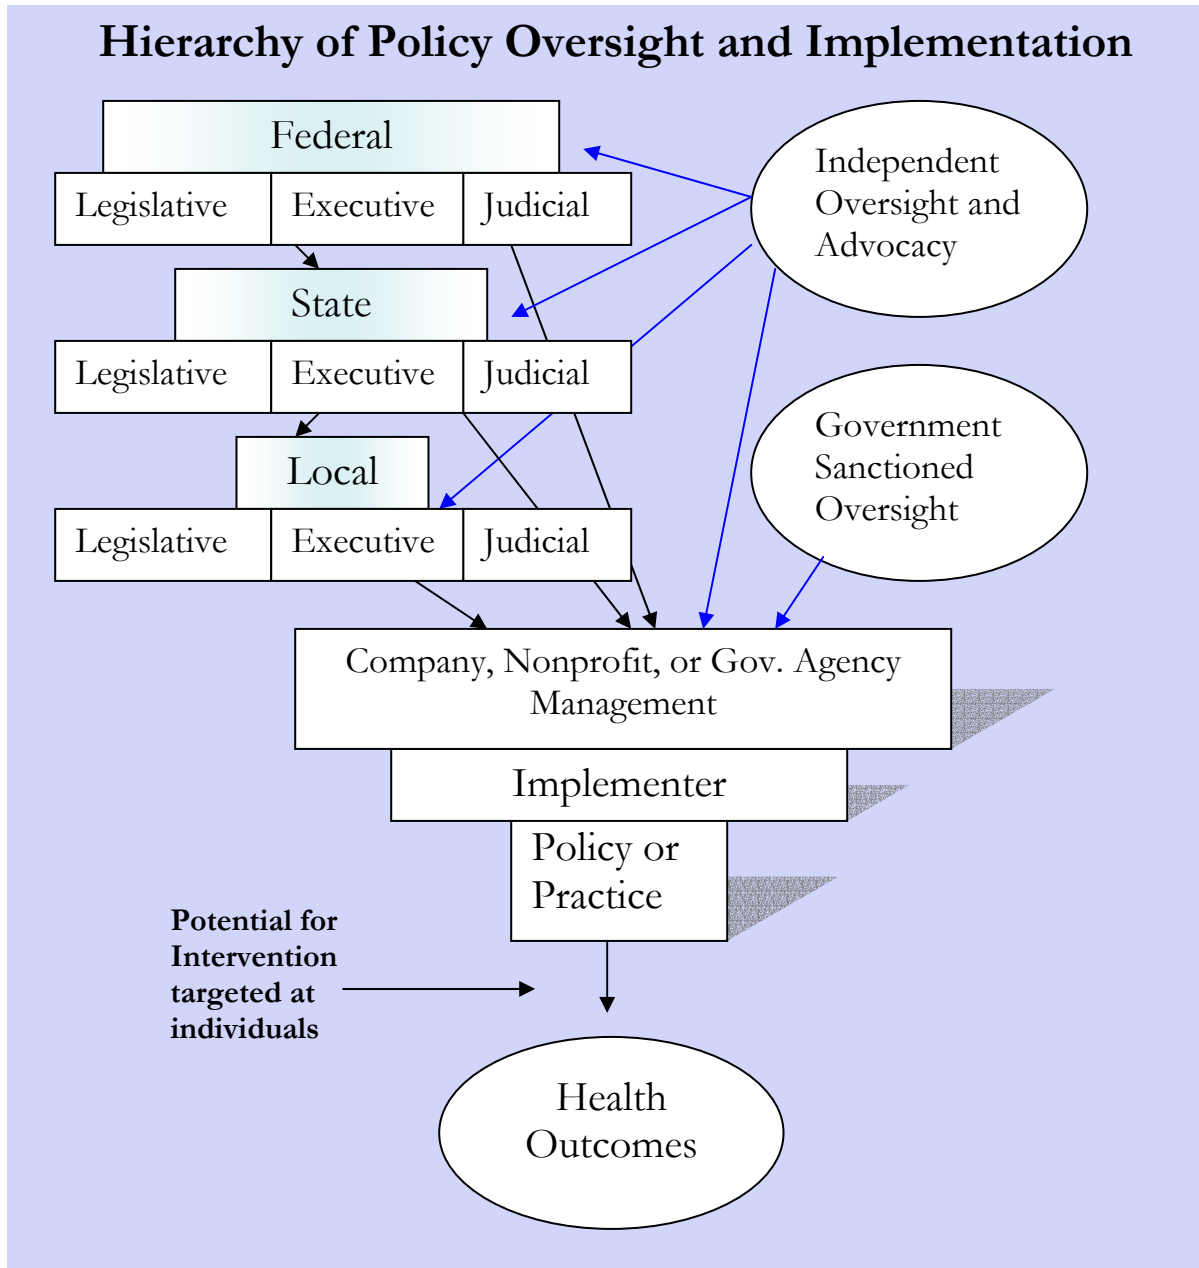 Hierarchy of Policy Oversight and Implementation
Federal
Legislative
Executive
Judicial
Independent
Oversight and
Advocacy
State
Legislative
Executive
Judicial
Government
Sanctioned
Oversight
Local
Legislative
Executive
Judicial
Company, Nonprofit, or Gov. Agency
Management
Implementer
Policy or
Practice
Potential for
Intervention
targeted at
individuals
Health
Outcomes